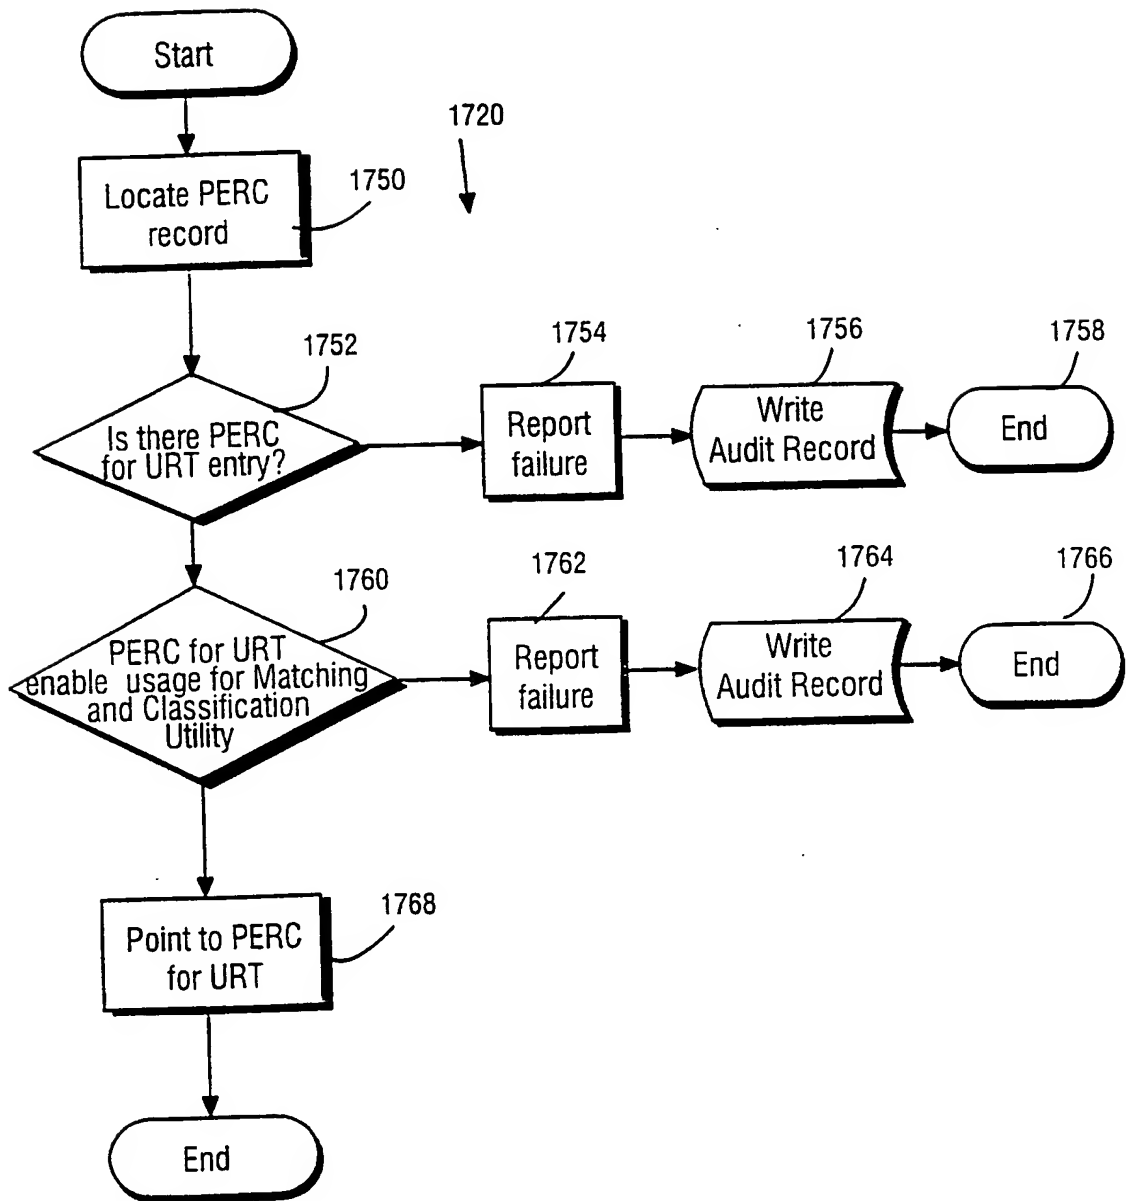 Start
1720
Locate PERC
record
1750
1752
Is there PERC
for URT entry?
1754
Report
failure
1756
Write
Audit Record
1758
End
1760
PERC for URT
enable usage for Matching
and Classification
Utility
1762
Report
failure
1764
Write
Audit Record
1766
End
Point to PERC
for URT
1768
End